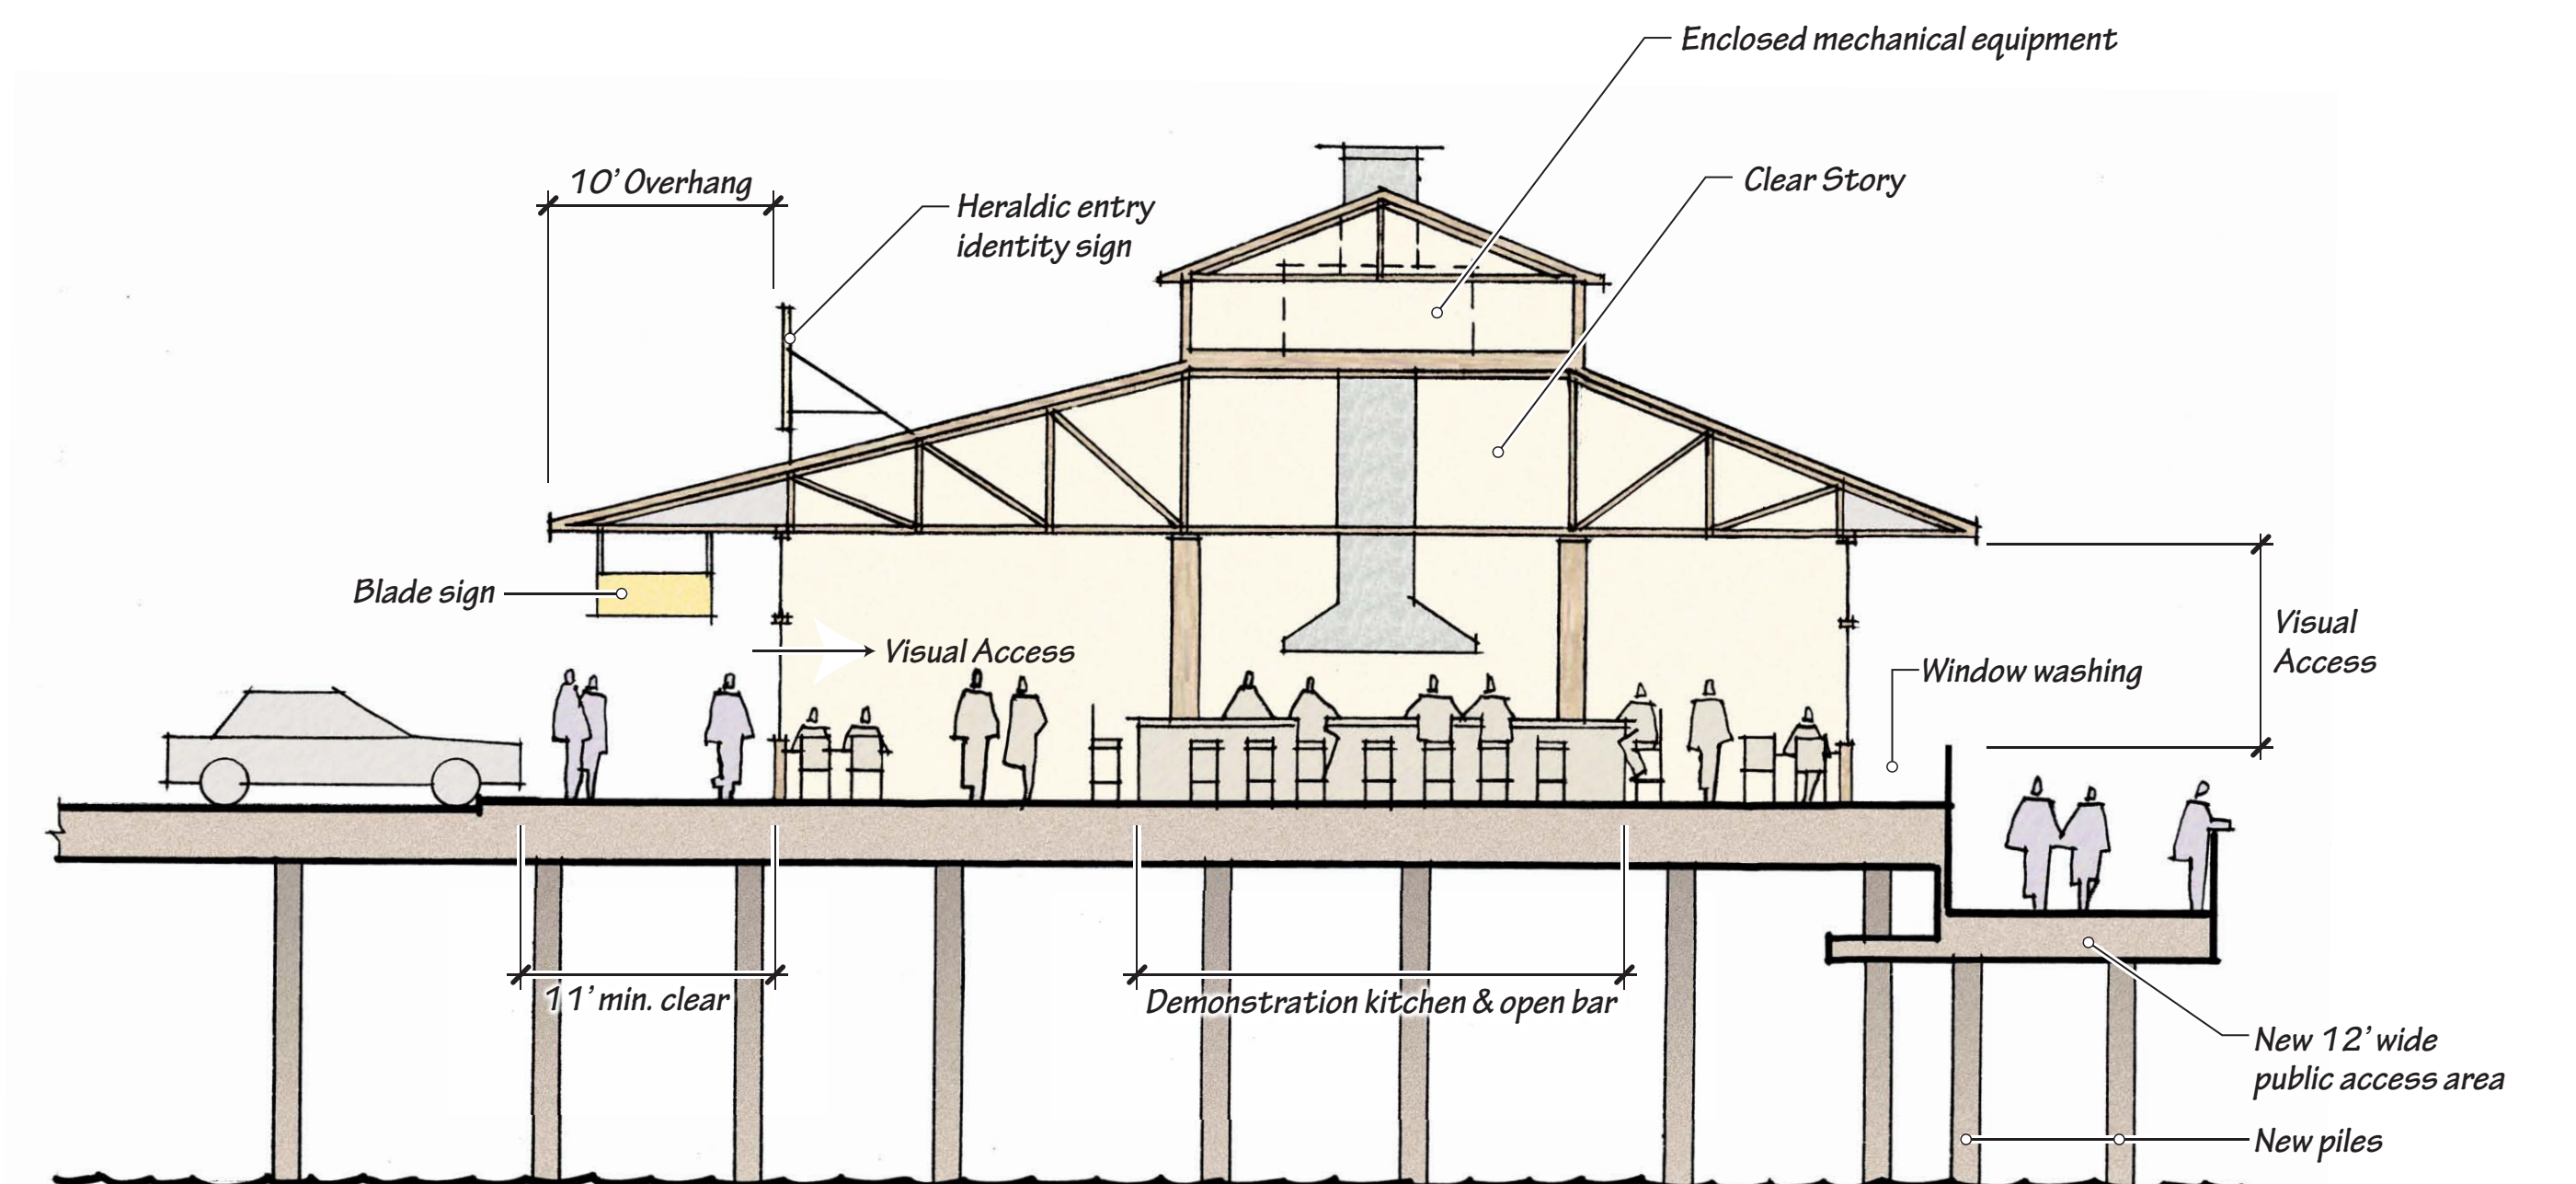 Enclosed mechanical equipment
10' Overhang
Clear Story
Heraldic entry
identity sign
Blade sign
Visual Access
Visual
Access
Window washing
11' min. clear
Demonstration kitchen & open bar
New 12' wide
public access area
New piles